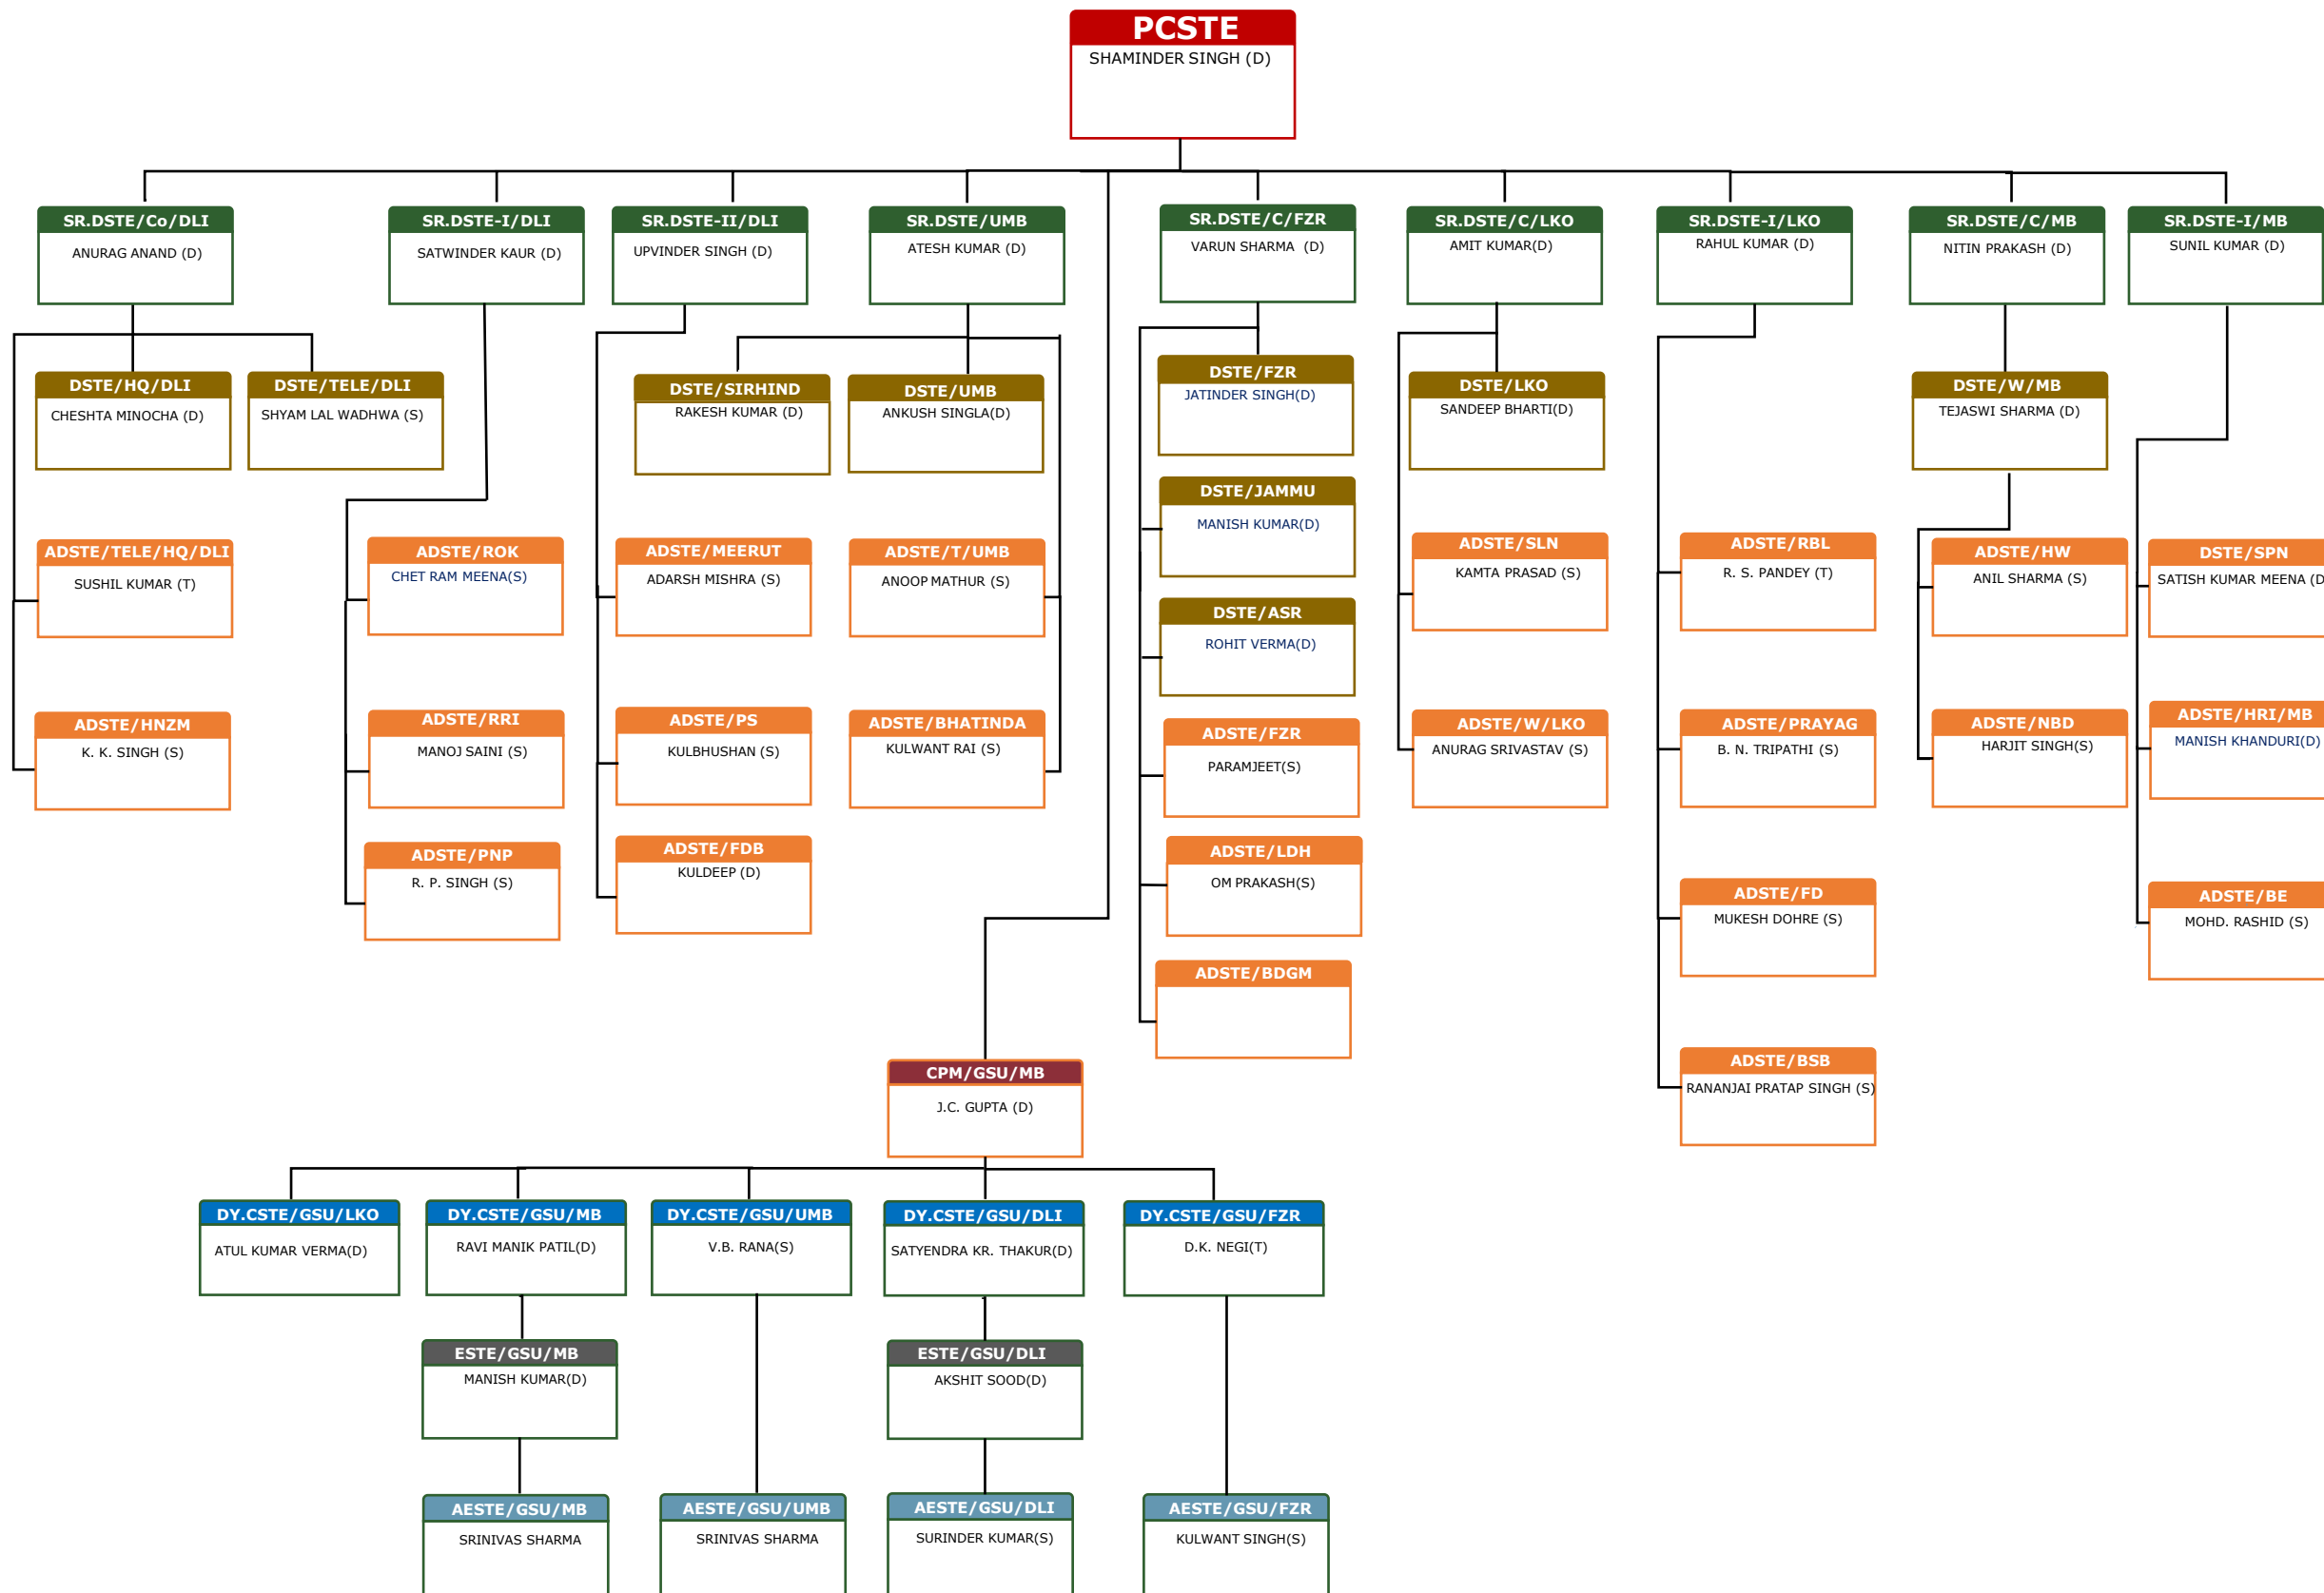 PCSTE
SHAMINDER SINGH (D)
SR.DSTE/Co/DLI
ANURAG ANAND (D)
SR.DSTE-I/DLI
SATWINDER KAUR (D)
SR.DSTE-II/DLI
UPVINDER SINGH (D)
SR.DSTE/UMB
ATESH KUMAR (D)
SR.DSTE/C/FZR
VARUN SHARMA (D)
SR.DSTE/C/LKO
AMIT KUMAR(D)
SR.DSTE-I/LKO
RAHUL KUMAR (D)
SR.DSTE/C/MB
NITIN PRAKASH (D)
SR.DSTE-I/MB
SUNIL KUMAR (D)
DSTE/HQ/DLI
CHESHTA MINOCHA (D)
DSTE/TELE/DLI
SHYAM LAL WADHWA (S)
DSTE/SIRHIND
RAKESH KUMAR (D)
DSTE/UMB
ANKUSH SINGLA(D)
DSTE/FZR
JATINDER SINGH(D)
DSTE/LKO
SANDEEP BHARTI(D)
DSTE/W/MB
TEJASWI SHARMA (D)
DSTE/JAMMU
MANISH KUMAR(D)
ADSTE/TELE/HQ/DLI
SUSHIL KUMAR (T)
ADSTE/ROK
CHET RAM MEENA(S)
ADSTE/MEERUT
ADARSH MISHRA (S)
ADSTE/T/UMB
ANOOP MATHUR (S)
DSTE/ASR
ROHIT VERMA(D)
ADSTE/SLN
KAMTA PRASAD (S)
ADSTE/RBL
R. S. PANDEY (T)
ADSTE/HW
ANIL SHARMA (S)
DSTE/SPN
SATISH KUMAR MEENA (D
ADSTE/HNZM
K. K. SINGH (S)
ADSTE/RRI
MANOJ SAINI (S)
ADSTE/PS
KULBHUSHAN (S)
ADSTE/BHATINDA
KULWANT RAI (S)
ADSTE/FZR
PARAMJEET(S)
ADSTE/W/LKO
ANURAG SRIVASTAV (S)
ADSTE/PRAYAG
B. N. TRIPATHI (S)
ADSTE/NBD
HARJIT SINGH(S)
ADSTE/HRI/MB
MANISH KHANDURI(D)
ADSTE/PNP
R. P. SINGH (S)
ADSTE/FDB
KULDEEP (D)
ADSTE/LDH
OM PRAKASH(S)
ADSTE/FD
MUKESH DOHRE (S)
ADSTE/BE
MOHD. RASHID (S)
ADSTE/BDGM
ADSTE/BSB
RANANJAI PRATAP SINGH (S)
CPM/GSU/MB
J.C. GUPTA (D)
DY.CSTE/GSU/LKO
ATUL KUMAR VERMA(D)
DY.CSTE/GSU/MB
RAVI MANIK PATIL(D)
DY.CSTE/GSU/UMB
V.B. RANA(S)
DY.CSTE/GSU/DLI
SATYENDRA KR. THAKUR(D)
DY.CSTE/GSU/FZR
D.K. NEGI(T)
ESTE/GSU/MB
MANISH KUMAR(D)
ESTE/GSU/DLI
AKSHIT SOOD(D)
AESTE/GSU/MB
SRINIVAS SHARMA
AESTE/GSU/UMB
SRINIVAS SHARMA
AESTE/GSU/DLI
SURINDER KUMAR(S)
AESTE/GSU/FZR
KULWANT SINGH(S)